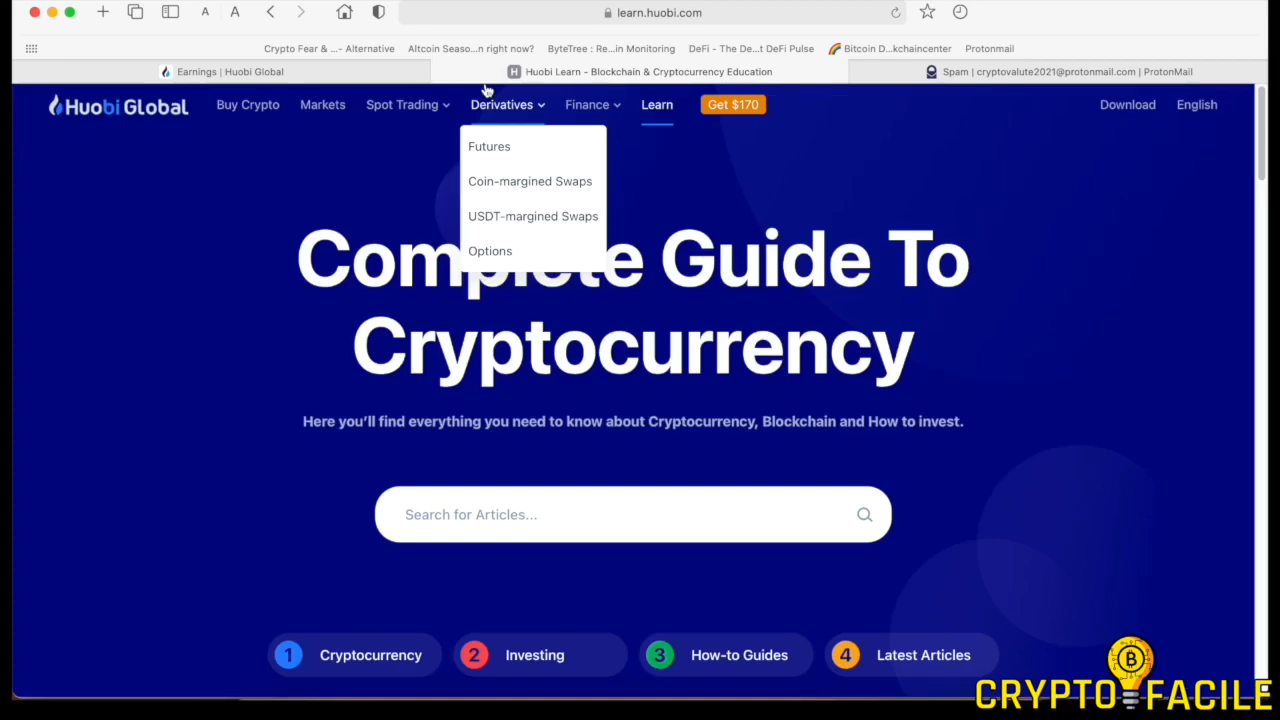 A A learn.huobi.com
Crypto Fear & ...- Alternative Altcoin Seaso...n right now? ByteTree : Re...in Monitoring DeFi - The De...t DeFi Pulse Bitcoin D...kchaincenter Protonmail
Earnings | Huobi Global H Huobi Learn - Blockchain & Cryptocurrency Education Spam | cryptovalute2021@protonmail.com | ProtonMail
Huobi Global Buy Crypto Markets Spot Trading Derivatives Finance Learn Get $170 Download English
Futures
Coin-margined Swaps
USDT-margined Swaps
Options
Complete Guide To
Cryptocurrency
Here you’ll find everything you need to know about Cryptocurrency, Blockchain and How to invest.
Search for Articles...
1 Cryptocurrency 2 Investing 3 How-to Guides 4 Latest Articles
CRYPTO FACILE